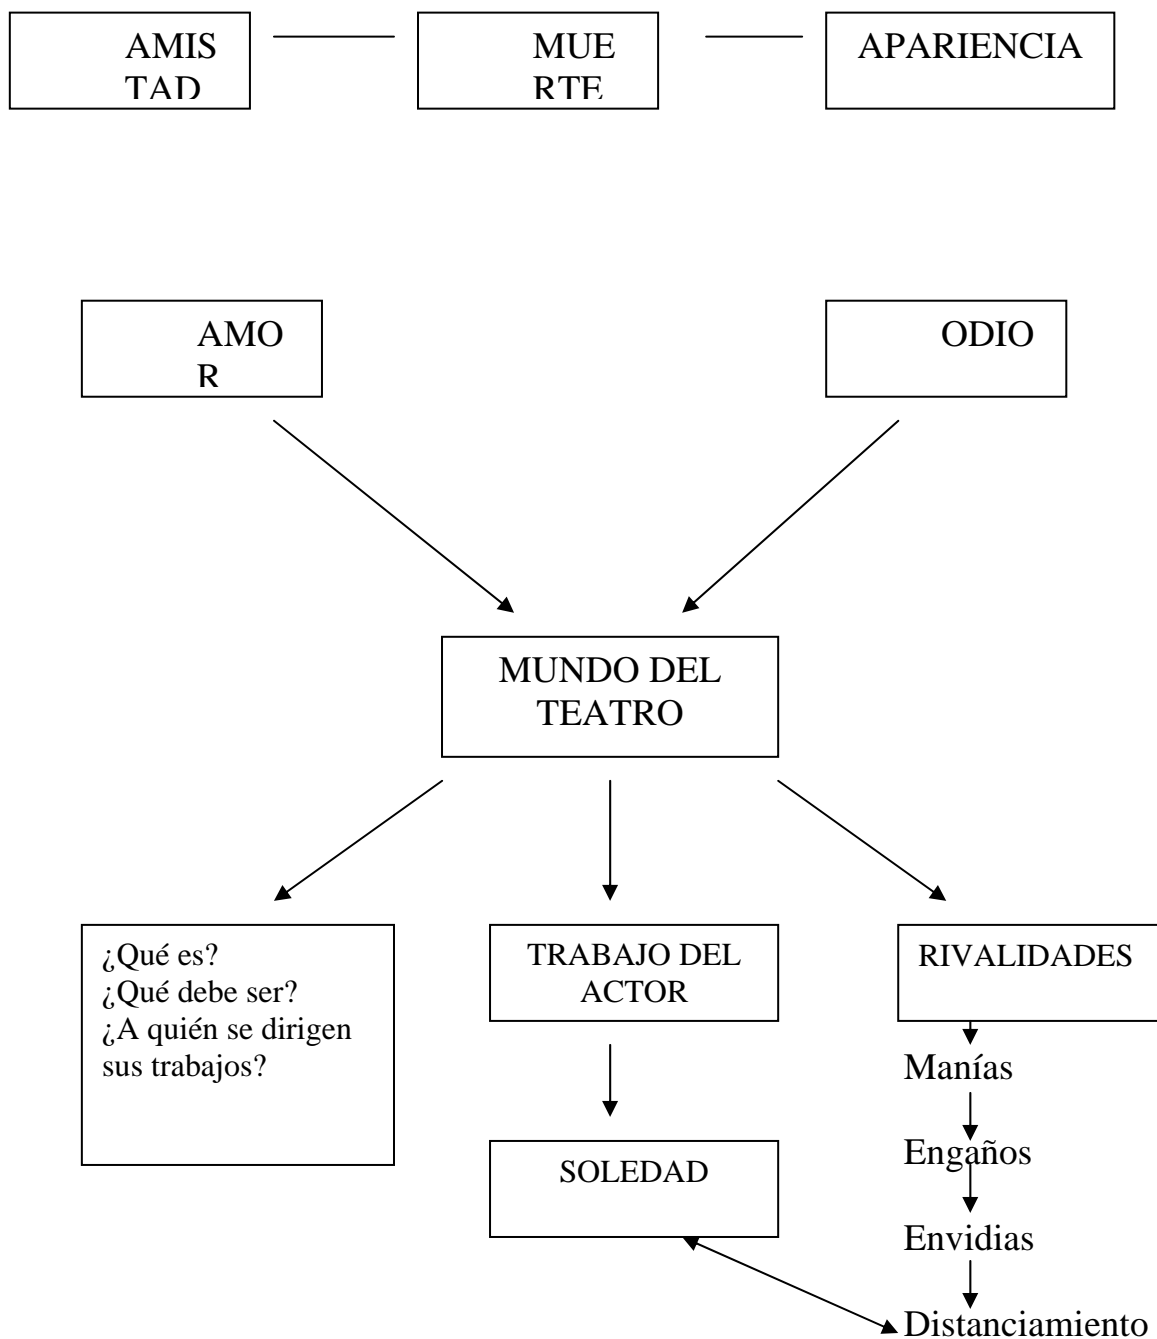 AMIS
TAD
MUE
RTE
APARIENCIA
AMO
R
ODIO
MUNDO DEL
TEATRO
¿Qué es?
¿Qué debe ser?
¿A quién se dirigen
sus trabajos?
TRABAJO DEL
ACTOR
RIVALIDADES
Manías
Engaños
SOLEDAD
Envidias
Distanciamiento